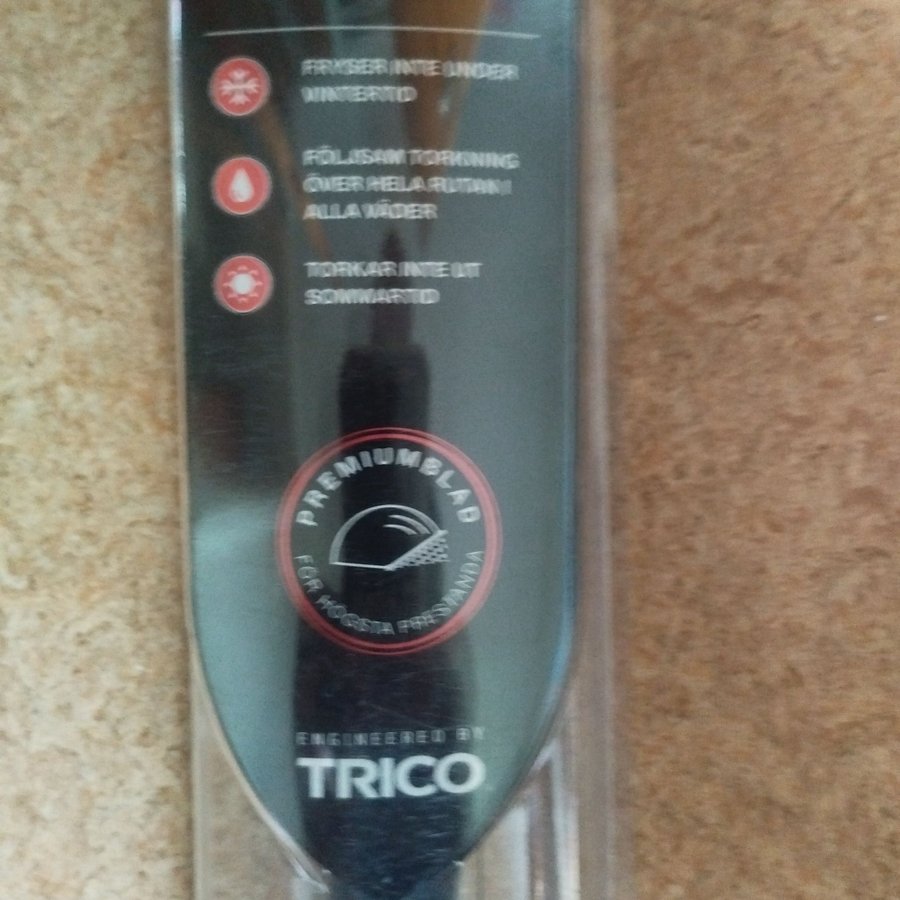 FRYSER INTE UNDER
VINTERTID
FÖLJSAM TORKNING
ÖVER HELA RUTAN I
ALLA VÄDER
TORKAR INTE UT
SOMMARTID
PREMIUMBLAD
FÖR HÖGSTA PRESTANDA
ENGINEERED BY
TRICO